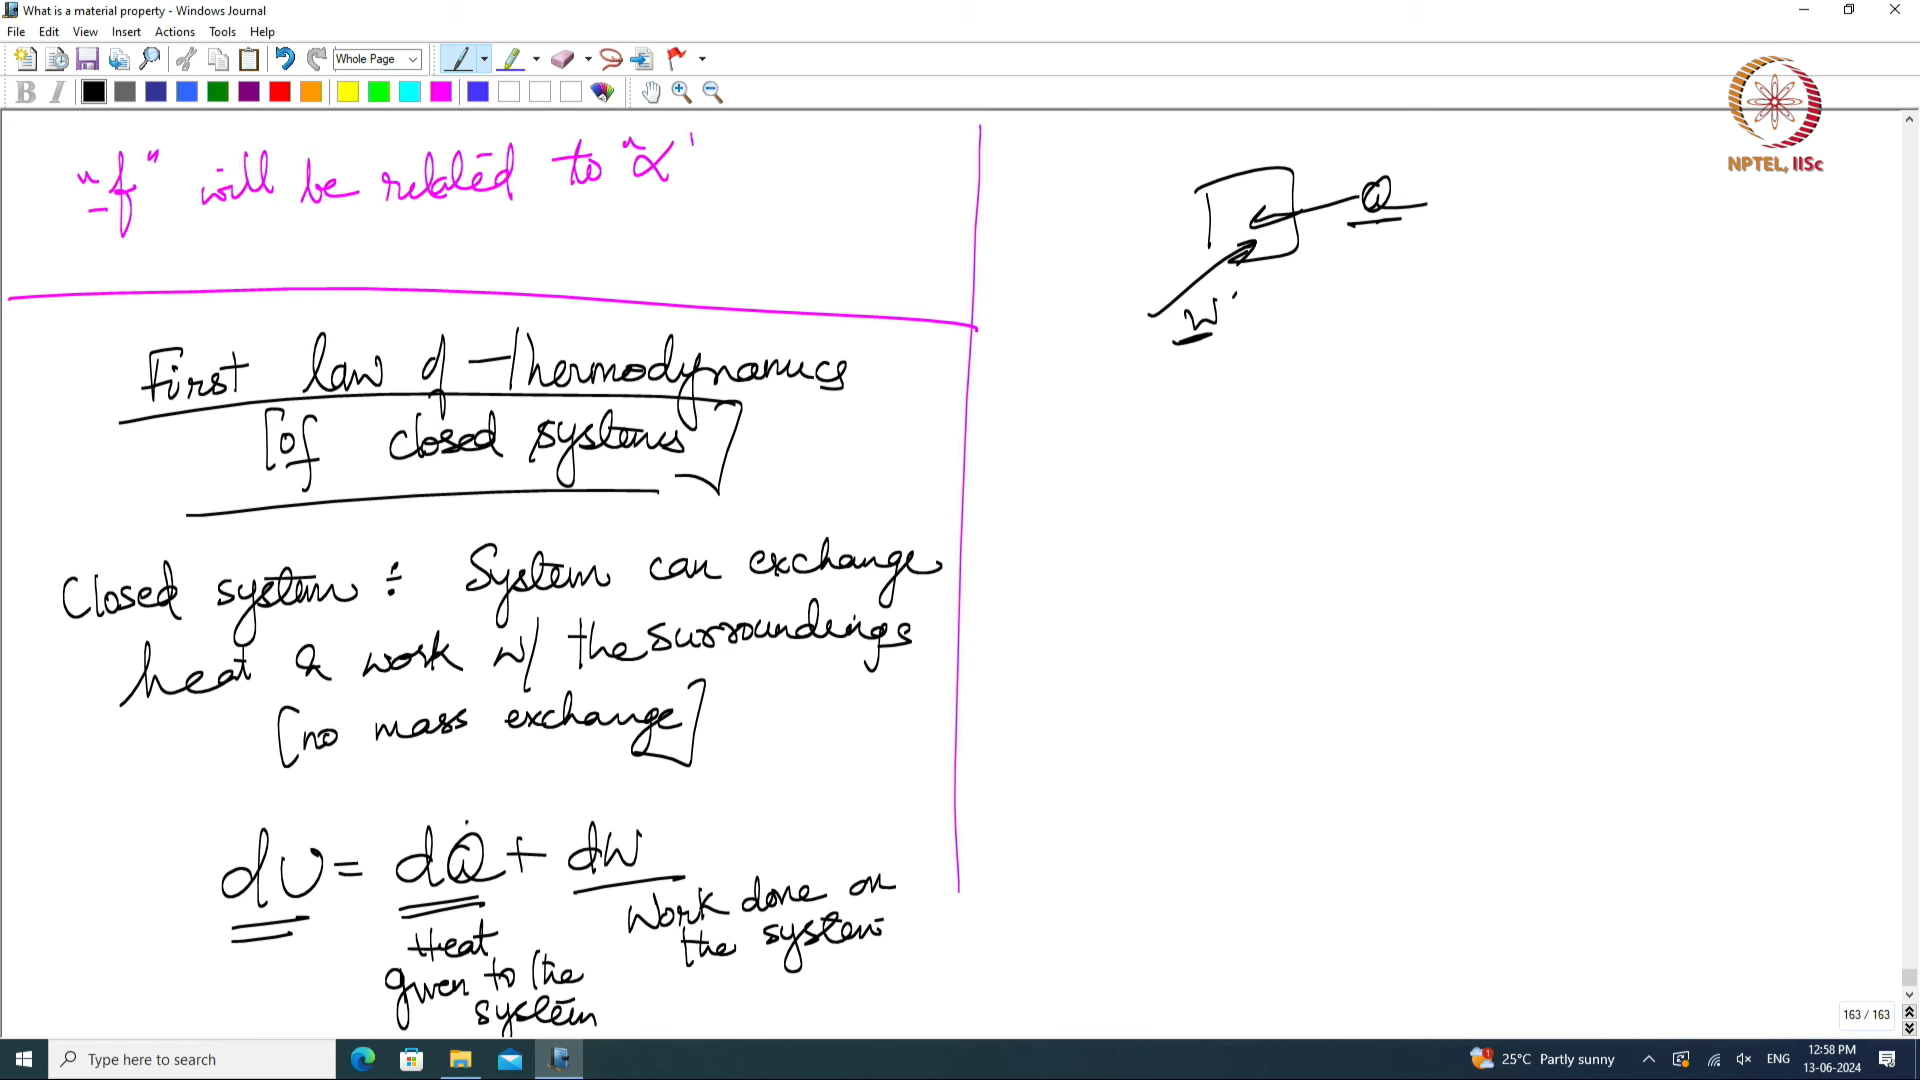 What is a material property - Windows Journal
File Edit View Insert Actions Tools Help
Whole Page
B I
NPTEL, IISc
"f" will be related to "α"
Q
W
First law of Thermodynamics
[of closed systems]
Closed system : System can exchange
heat & work w/ the surroundings
[no mass exchange]
dU = dQ + dW
Work done on
the system
Heat
given to the
system
163 / 163
Type here to search
1
25°C Partly sunny
ENG
12:58 PM
13-06-2024